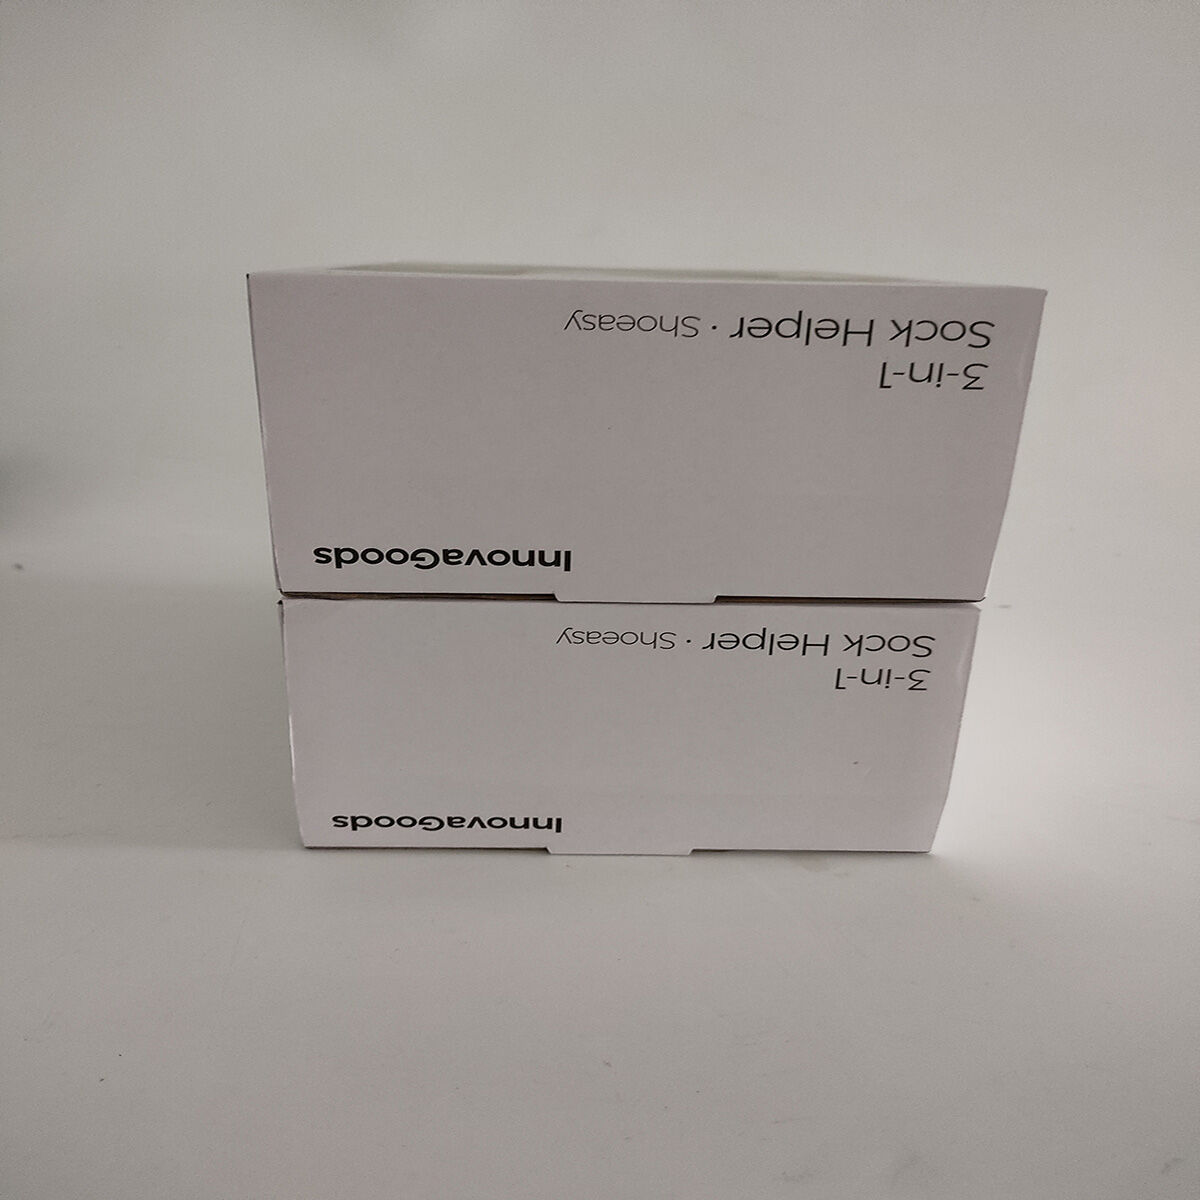 InnovaGoods
3-in-1
Sock Helper · Shoeasy
InnovaGoods
3-in-1
Sock Helper · Shoeasy